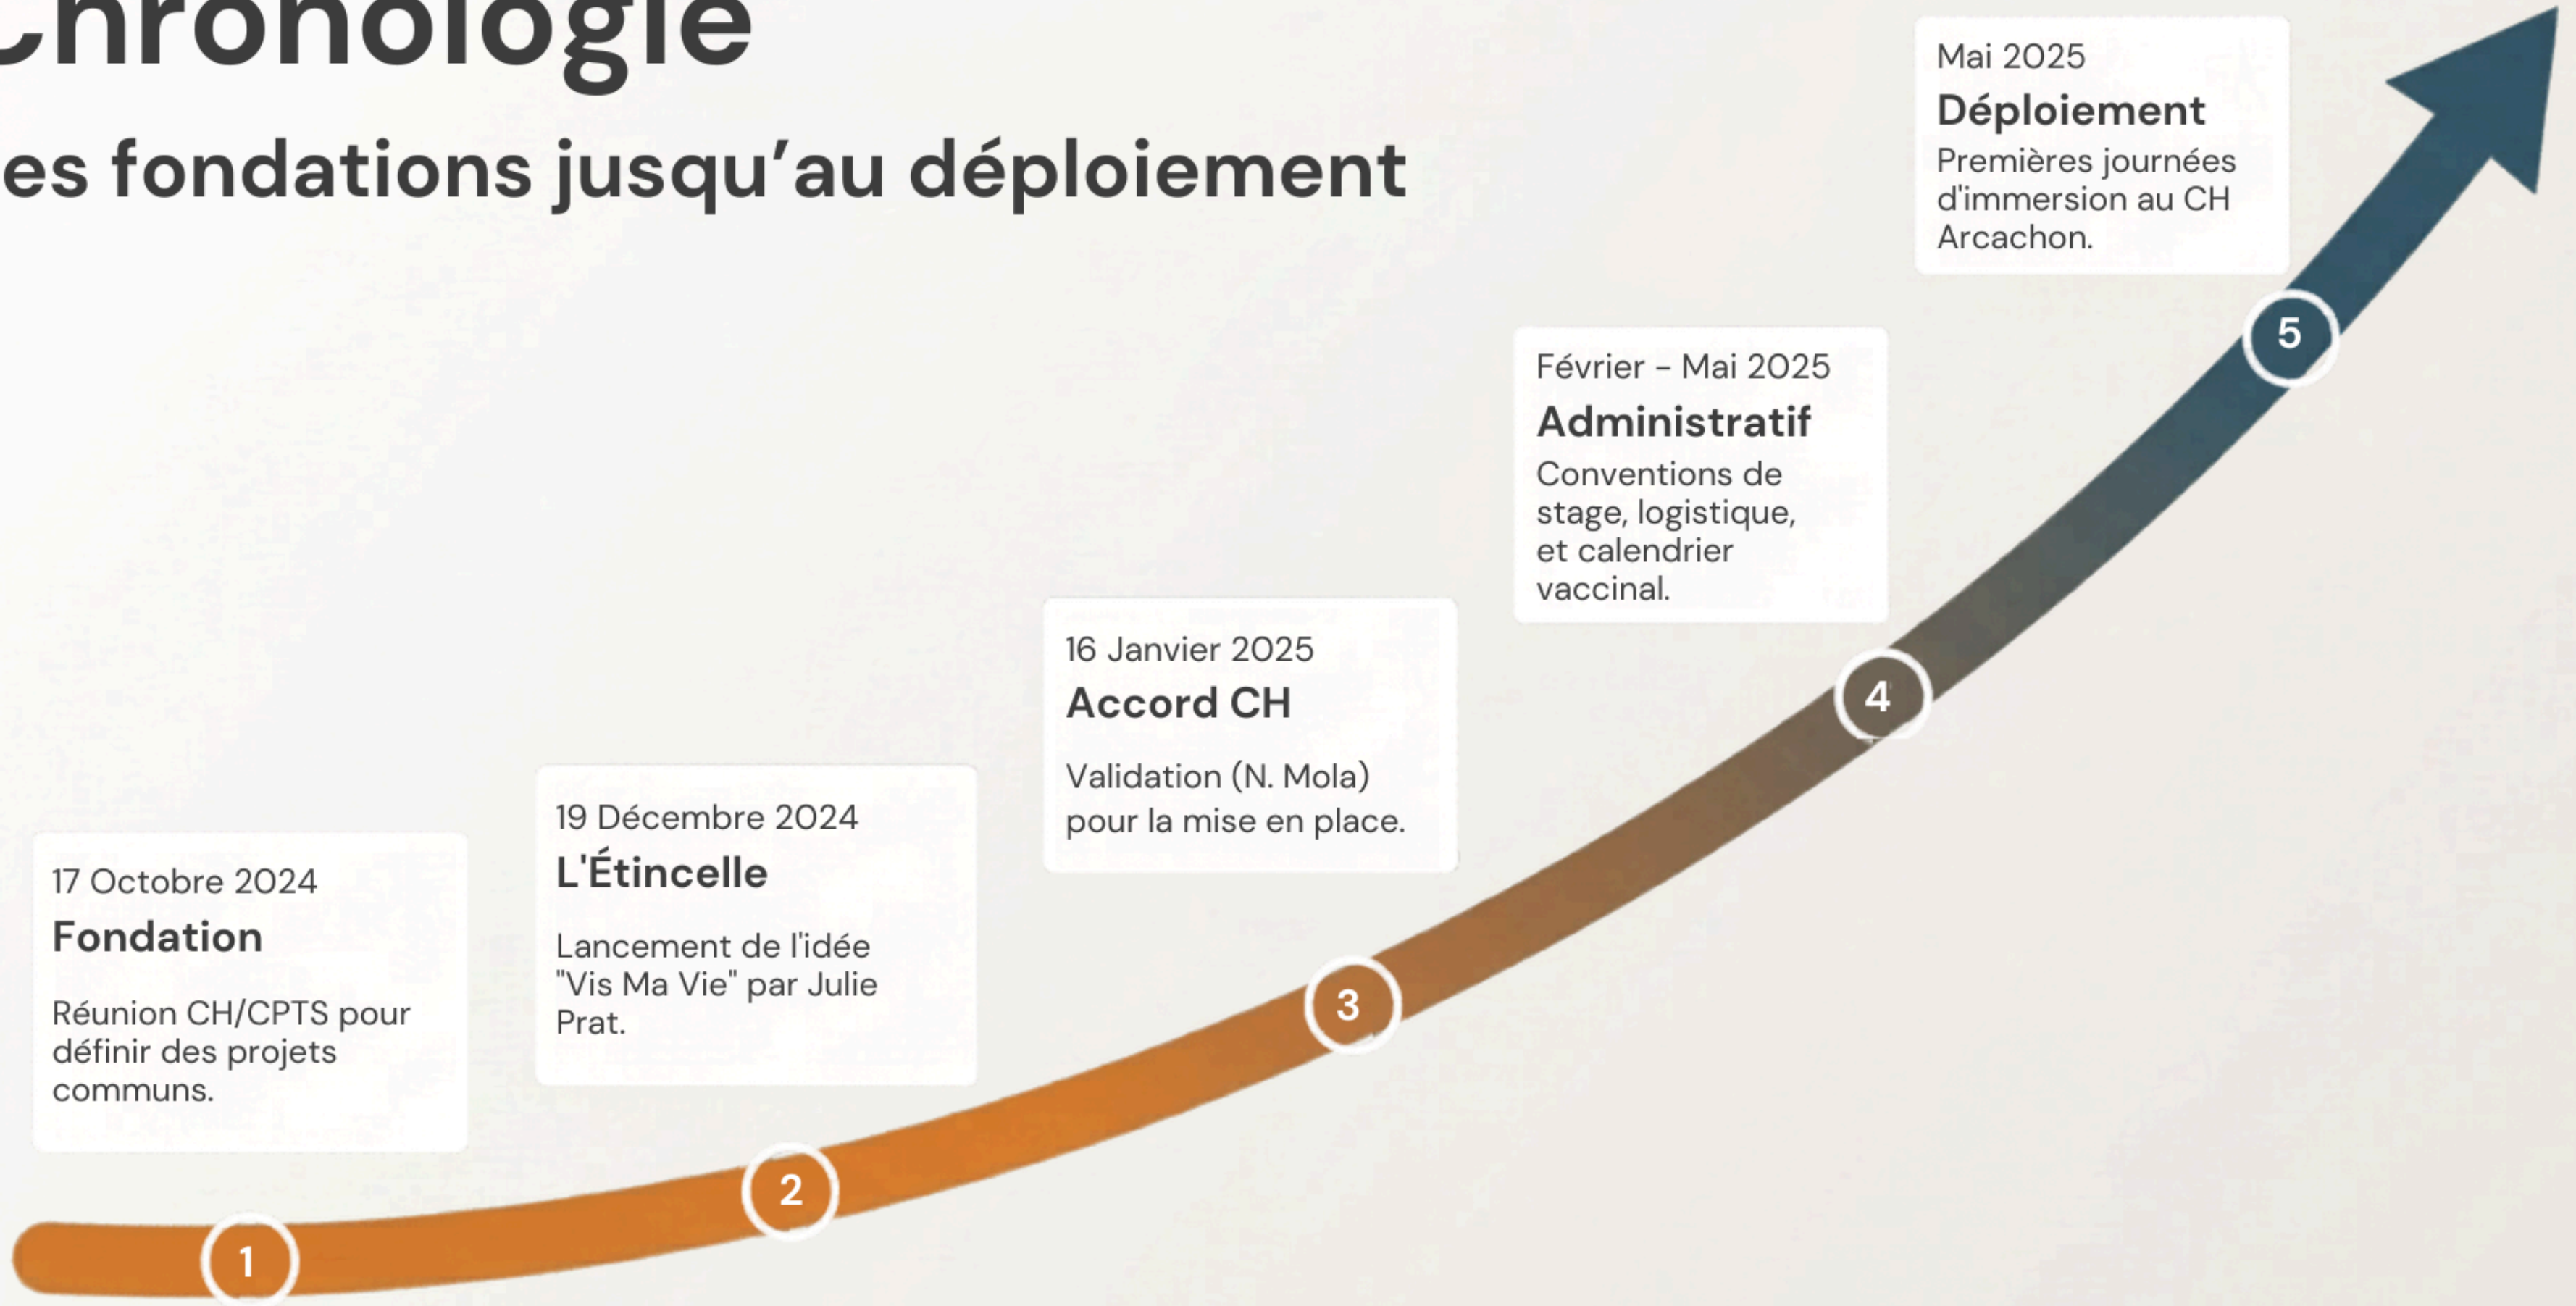 Chronologie
es fondations jusqu'au déploiement
17 Octobre 2024
Fondation
Réunion CH/CPTS pour
définir des projets
communs.
1
19 Décembre 2024
L'Étincelle
Lancement de l'idée
"Vis Ma Vie" par Julie
Prat.
2
16 Janvier 2025
Accord CH
Validation (N. Mola)
pour la mise en place.
3
Février - Mai 2025
Administratif
Conventions de
stage, logistique,
et calendrier
vaccinal.
4
Mai 2025
Déploiement
Premières journées
d'immersion au CH
Arcachon.
5